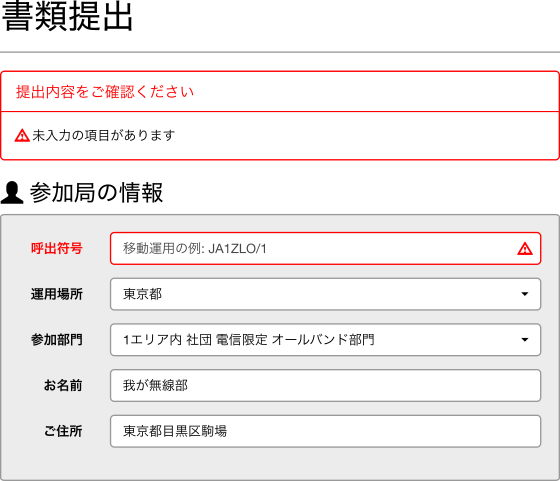 書類提出
提出内容をご確認ください
未入力の項目があります
参加局の情報
呼出符号 移動運用の例: JA1ZLO/1
運用場所 東京都
参加部門 1エリア内 社団 電信限定 オールバンド部門
お名前 我が無線部
ご住所 東京都目黒区駒場